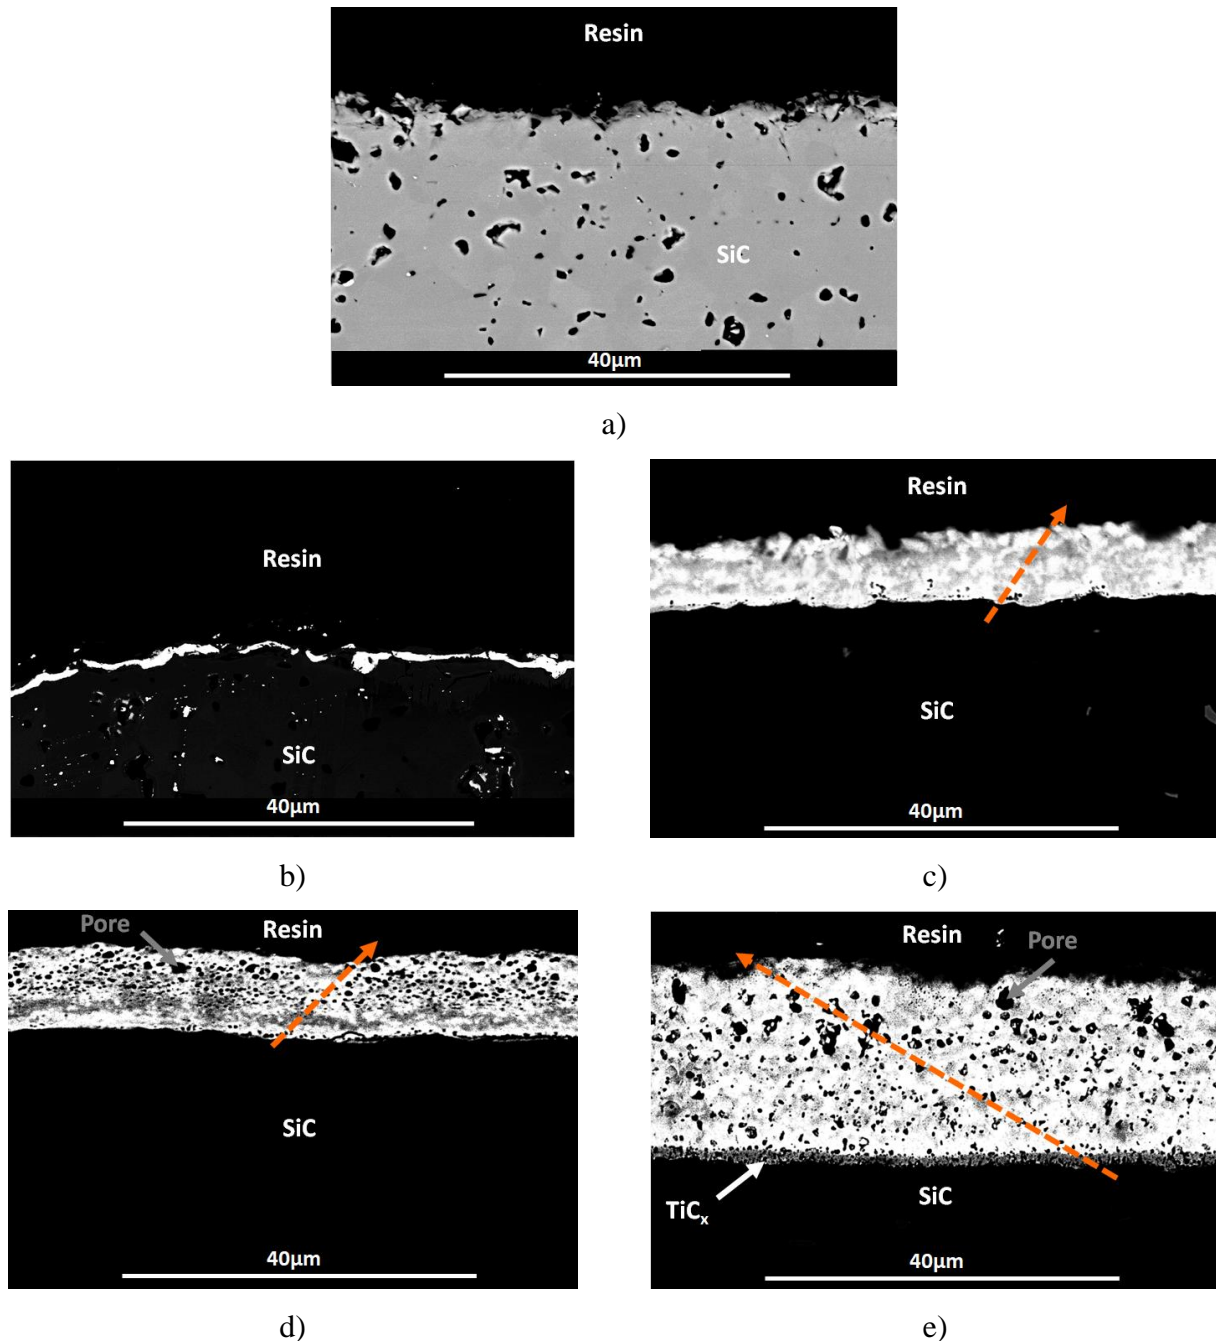 Resin
SiC
40µm
a)
Resin
SiC
40µm
b)
Resin
SiC
40µm
c)
Pore
Resin
SiC
40µm
d)
Resin
Pore
SiC
TiCx
40µm
e)